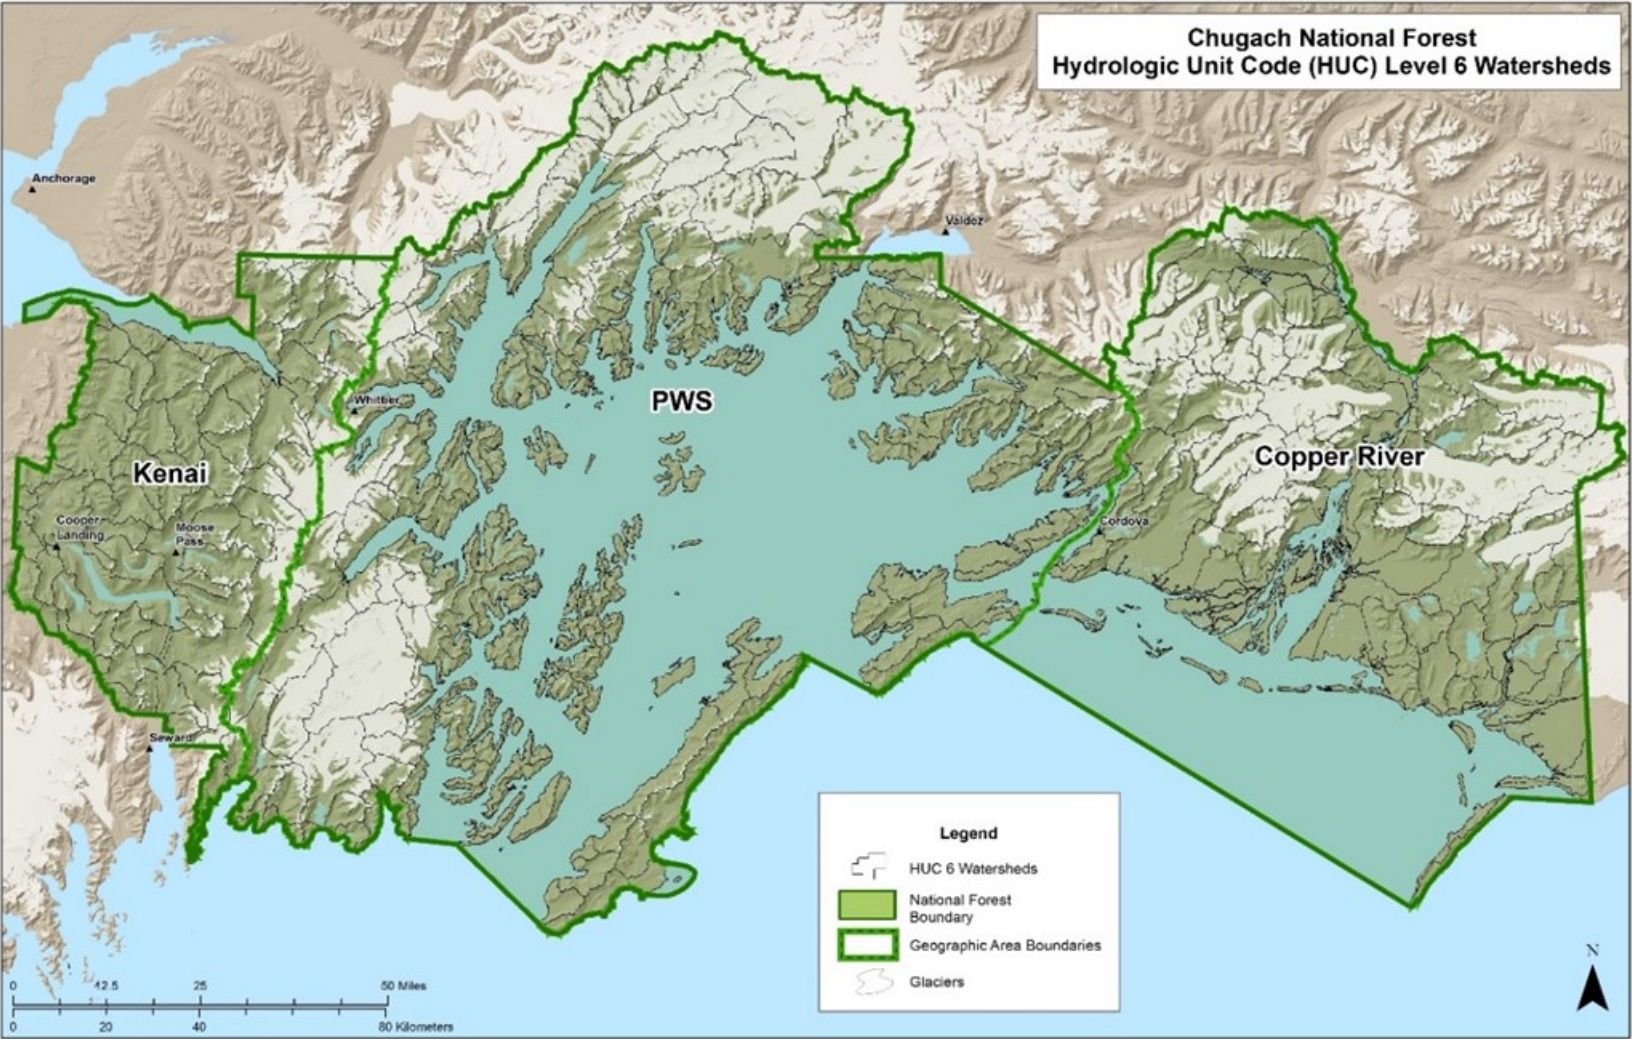 Chugach National Forest
Hydrologic Unit Code (HUC) Level 6 Watersheds
Anchorage
Valdez
Whittier
PWS
Kenai
Copper River
Cooper
Landing
Moose
Pass
Cordova
Seward
Legend
HUC 6 Watersheds
National Forest
Boundary
Geographic Area Boundaries
Glaciers
N
0 12.5 25 50 Miles
0 20 40 80 Kilometers